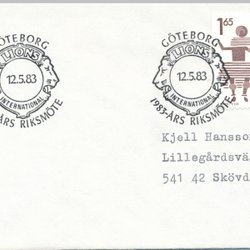 GÖTEBORG
LIONS
12.5.83
INTERNATIONAL
1983-ÅRS RIKSMÖTE
GÖTEBORG
LIONS
12.5.83
INTERNATIONAL
1983-ÅRS RIKSMÖTE
1.65
Kjell Hansso
Lillegårdsvä
541 42 Skövd